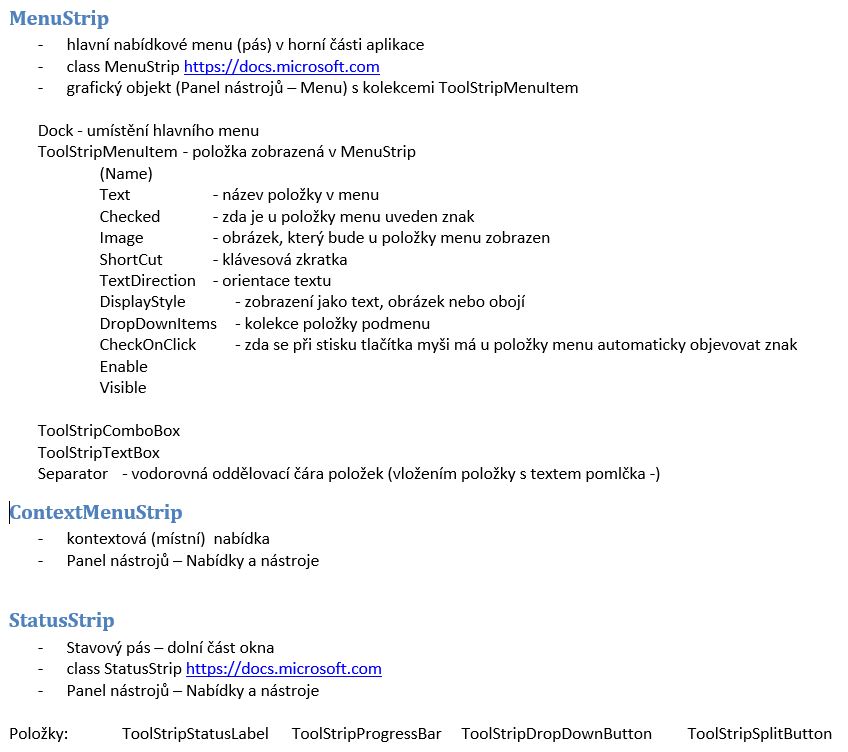 MenuStrip
- hlavní nabídkové menu (pás) v horní části aplikace
- class MenuStrip https://docs.microsoft.com
- grafický objekt (Panel nástrojů – Menu) s kolekcemi ToolStripMenuItem
Dock - umístění hlavního menu
ToolStripMenuItem - položka zobrazená v MenuStrip
(Name)
Text - název položky v menu
Checked - zda je u položky menu uveden znak
Image - obrázek, který bude u položky menu zobrazen
ShortCut - klávesová zkratka
TextDirection - orientace textu
DisplayStyle - zobrazení jako text, obrázek nebo obojí
DropDownItems - kolekce položky podmenu
CheckOnClick - zda se při stisku tlačítka myši má u položky menu automaticky objevovat znak
Enable
Visible
ToolStripComboBox
ToolStripTextBox
Separator - vodorovná oddělovací čára položek (vložením položky s textem pomlčka -)
ContextMenuStrip
- kontextová (místní) nabídka
- Panel nástrojů – Nabídky a nástroje
StatusStrip
- Stavový pás – dolní část okna
- class StatusStrip https://docs.microsoft.com
- Panel nástrojů – Nabídky a nástroje
Položky: ToolStripStatusLabel ToolStripProgressBar ToolStripDropDownButton ToolStripSplitButton